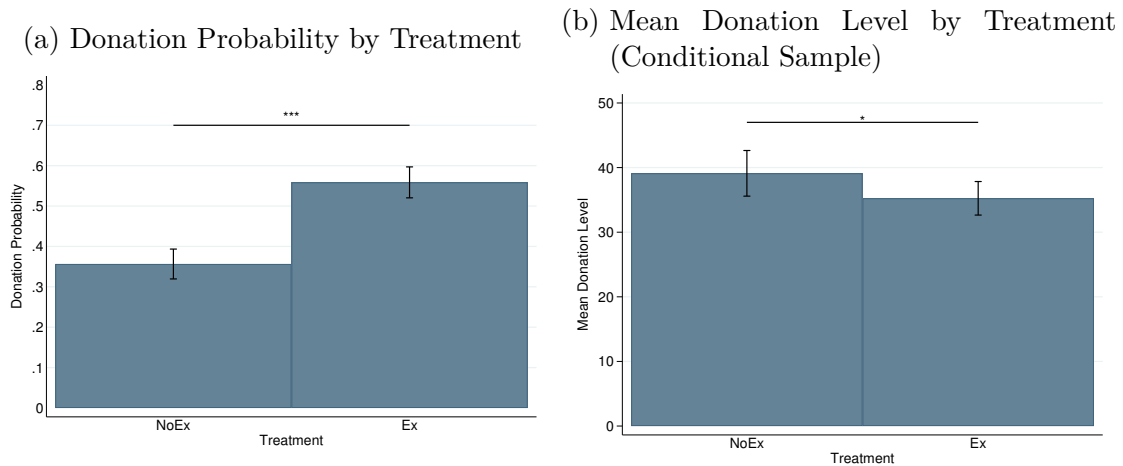 (a) Donation Probability by Treatment
.8
.7
.6
.5
.4
.3
.2
.1
0
Donation Probability
***
NoEx
Ex
Treatment
(b) Mean Donation Level by Treatment
(Conditional Sample)
50
40
30
20
10
0
Mean Donation Level
*
NoEx
Ex
Treatment